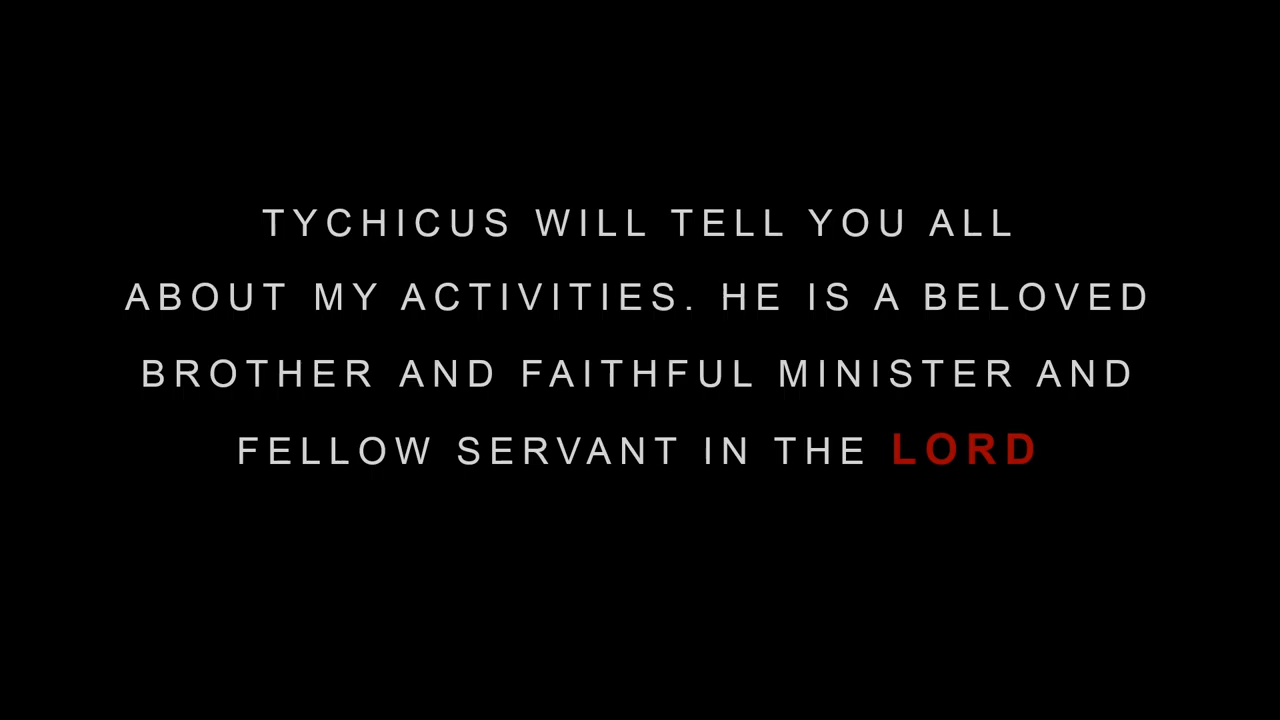 TYCHICUS WILL TELL YOU ALL
ABOUT MY ACTIVITIES. HE IS A BELOVED
BROTHER AND FAITHFUL MINISTER AND
FELLOW SERVANT IN THE LORD